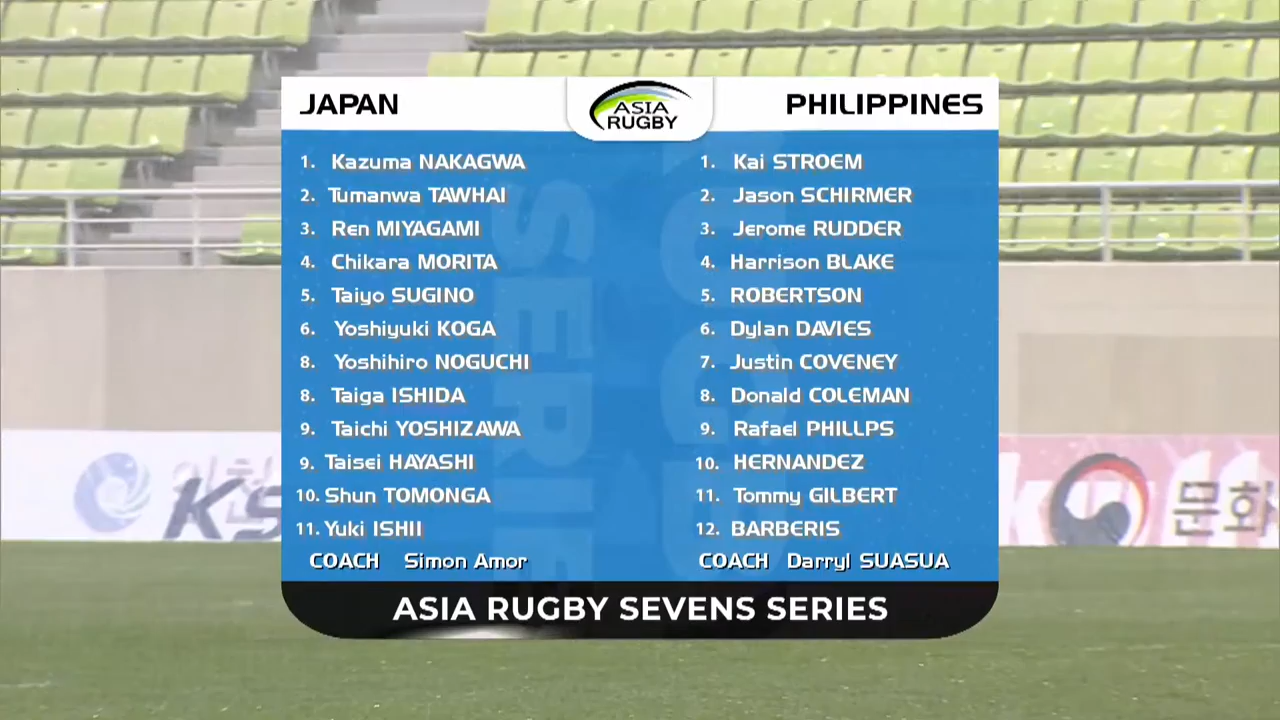 JAPAN
ASIA
RUGBY
PHILIPPINES
1. Kazuma NAKAGWA
2. Tumanwa TAWHAI
3. Ren MIYAGAMI
4. Chikara MORITA
5. Taiyo SUGINO
6. Yoshiyuki KOGA
8. Yoshihiro NOGUCHI
8. Taiga ISHIDA
9. Taichi YOSHIZAWA
9. Taisei HAYASHI
10. Shun TOMONGA
11. Yuki ISHII
COACH Simon Amor
1. Kai STROEM
2. Jason SCHIRMER
3. Jerome RUDDER
4. Harrison BLAKE
5. ROBERTSON
6. Dylan DAVIES
7. Justin COVENEY
8. Donald COLEMAN
9. Rafael PHILLPS
10. HERNANDEZ
11. Tommy GILBERT
12. BARBERIS
COACH Darryl SUASUA
ASIA RUGBY SEVENS SERIES
SERIE
문화